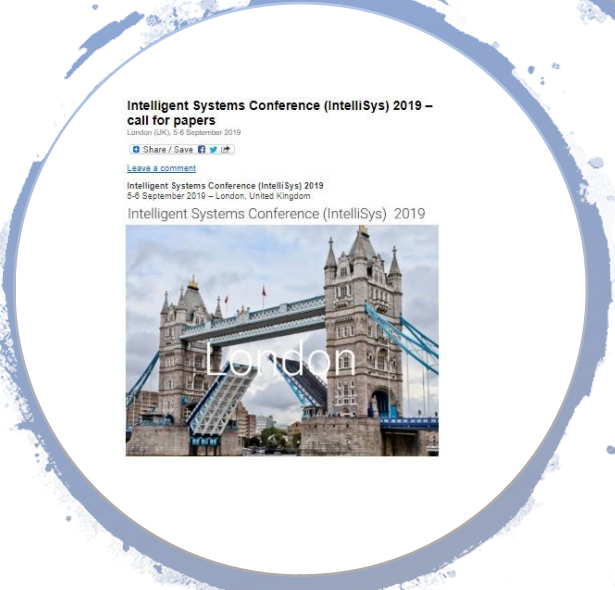 Intelligent Systems Conference (IntelliSys) 2019 –
call for papers
London (UK), 5-6 September 2019
Share / Save
Leave a comment
Intelligent Systems Conference (IntelliSys) 2019
5-6 September 2019 – London, United Kingdom
Intelligent Systems Conference (IntelliSys) 2019
London